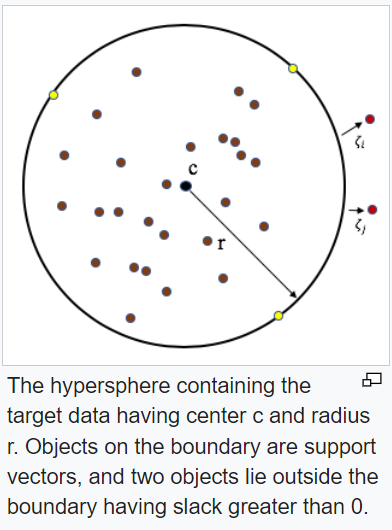 ζi
c
r
ζj
The hypersphere containing the
target data having center c and radius
r. Objects on the boundary are support
vectors, and two objects lie outside the
boundary having slack greater than 0.